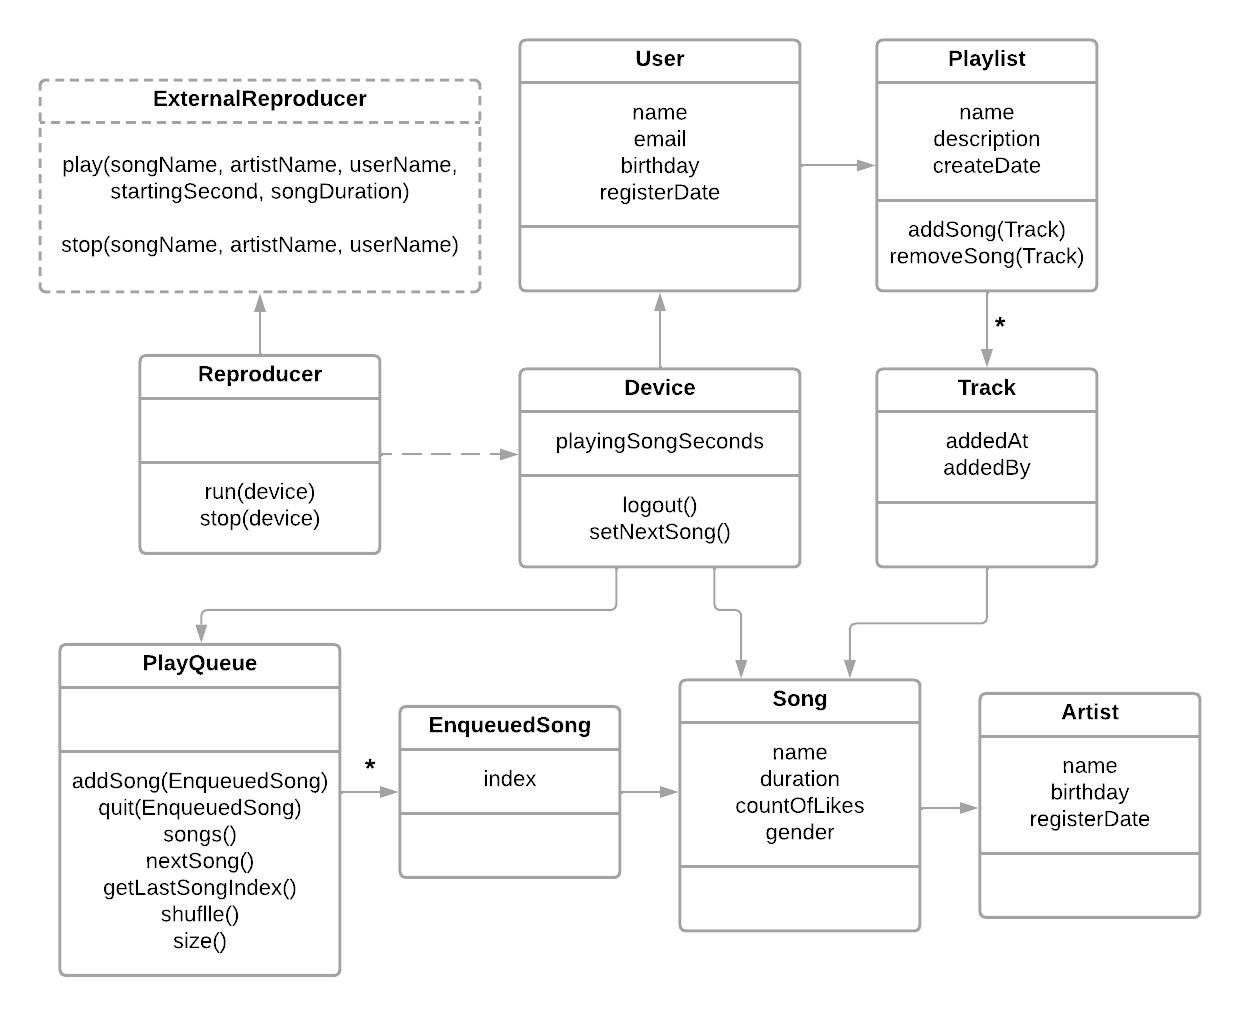 ExternalReproducer
play(songName, artistName, userName,
startingSecond, songDuration)
stop(songName, artistName, userName)
User
name
email
birthday
registerDate
Playlist
name
description
createDate
addSong(Track)
removeSong(Track)
*
Reproducer
run(device)
stop(device)
Device
playingSongSeconds
logout()
setNextSong()
Track
addedAt
addedBy
PlayQueue
addSong(EnqueuedSong)
quit(EnqueuedSong)
songs()
nextSong()
getLastSongIndex()
shuflle()
size()
*
EnqueuedSong
index
Song
name
duration
countOfLikes
gender
Artist
name
birthday
registerDate